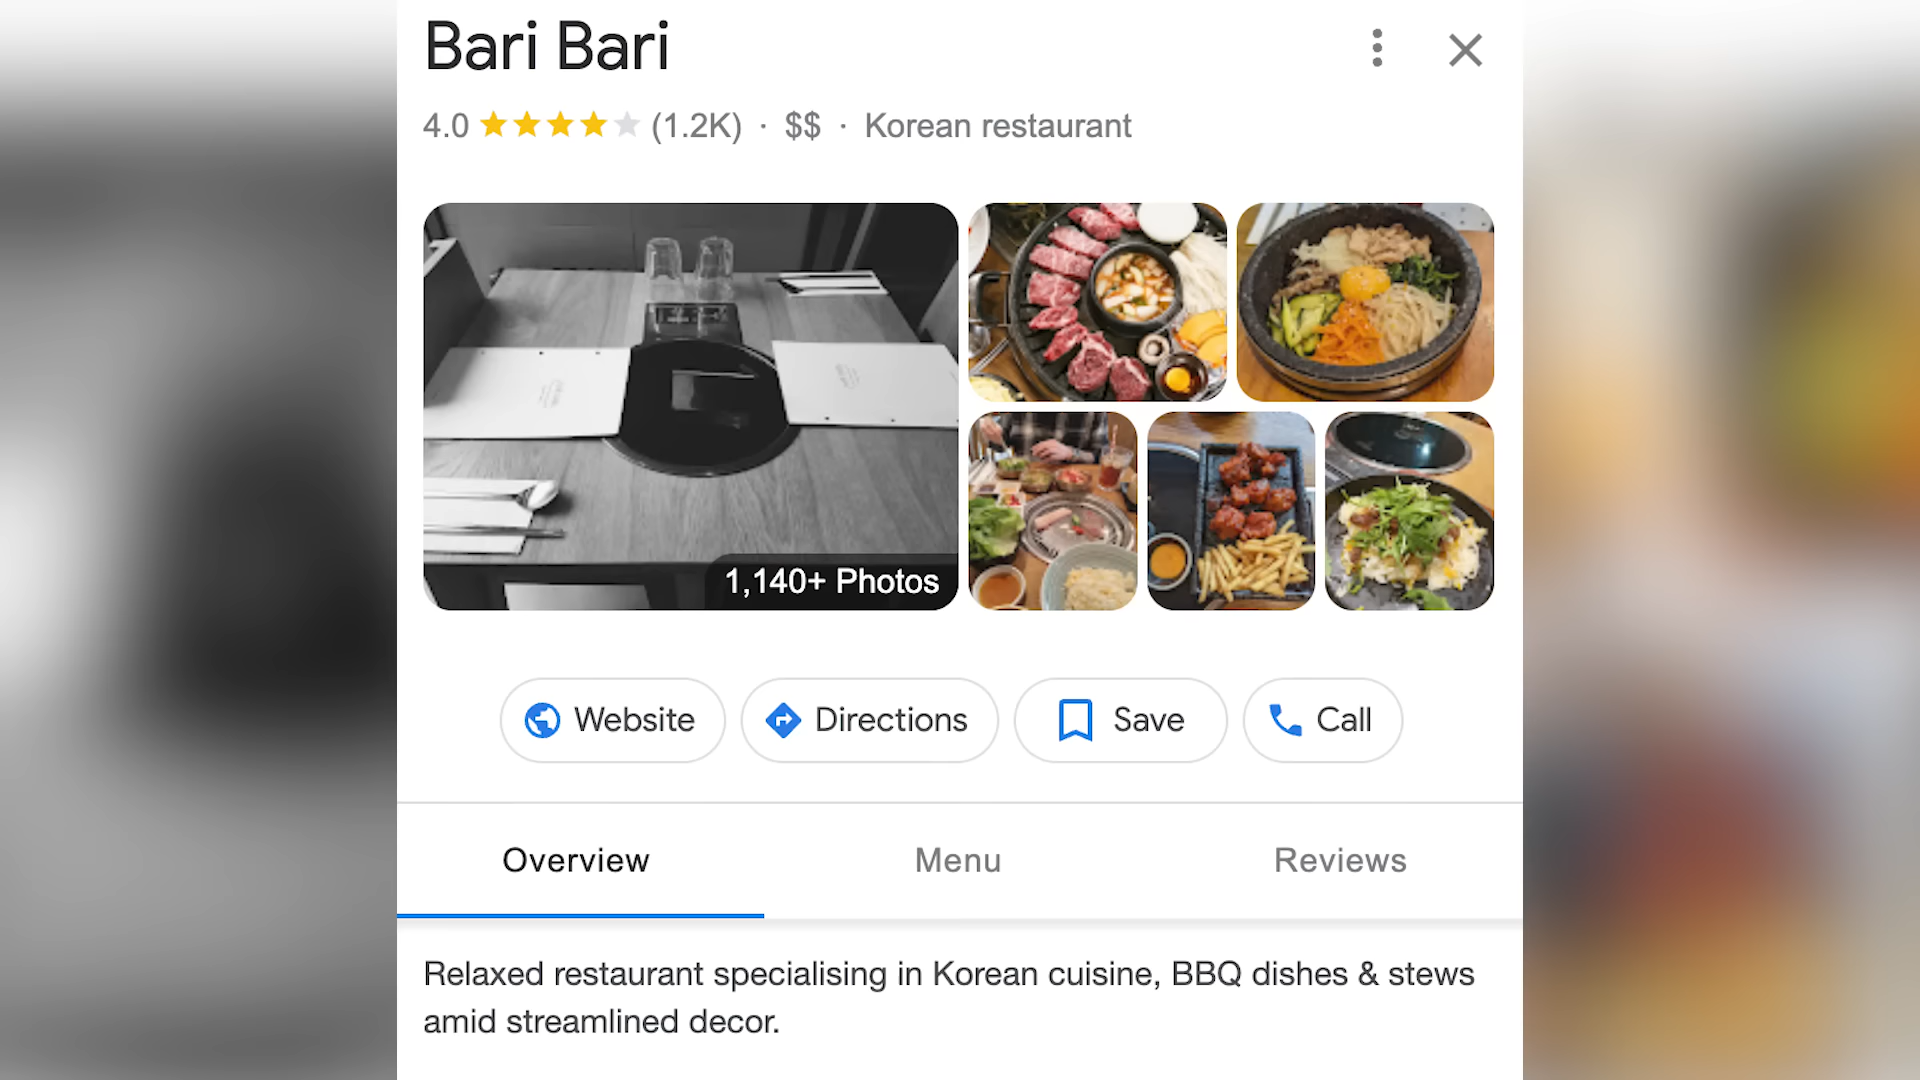 Bari Bari
4.0 (1.2K) · $$ · Korean restaurant
1,140+ Photos
Website
Directions
Save
Call
Overview
Menu
Reviews
Relaxed restaurant specialising in Korean cuisine, BBQ dishes & stews
amid streamlined decor.